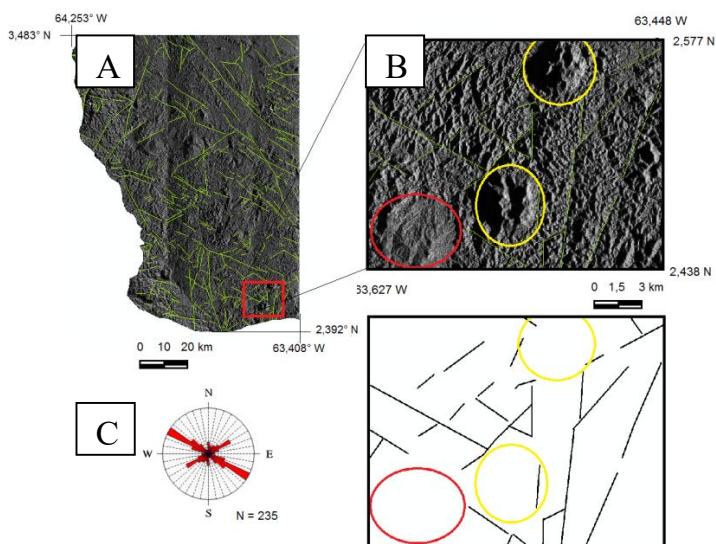 64,253° W
3,483° N
A
2,392° N
63,408° W
0 10 20 km
63,448 W
2,577 N
B
2,438 N
63,627 W
0 1,5 3 km
C
N
W
E
S
N = 235